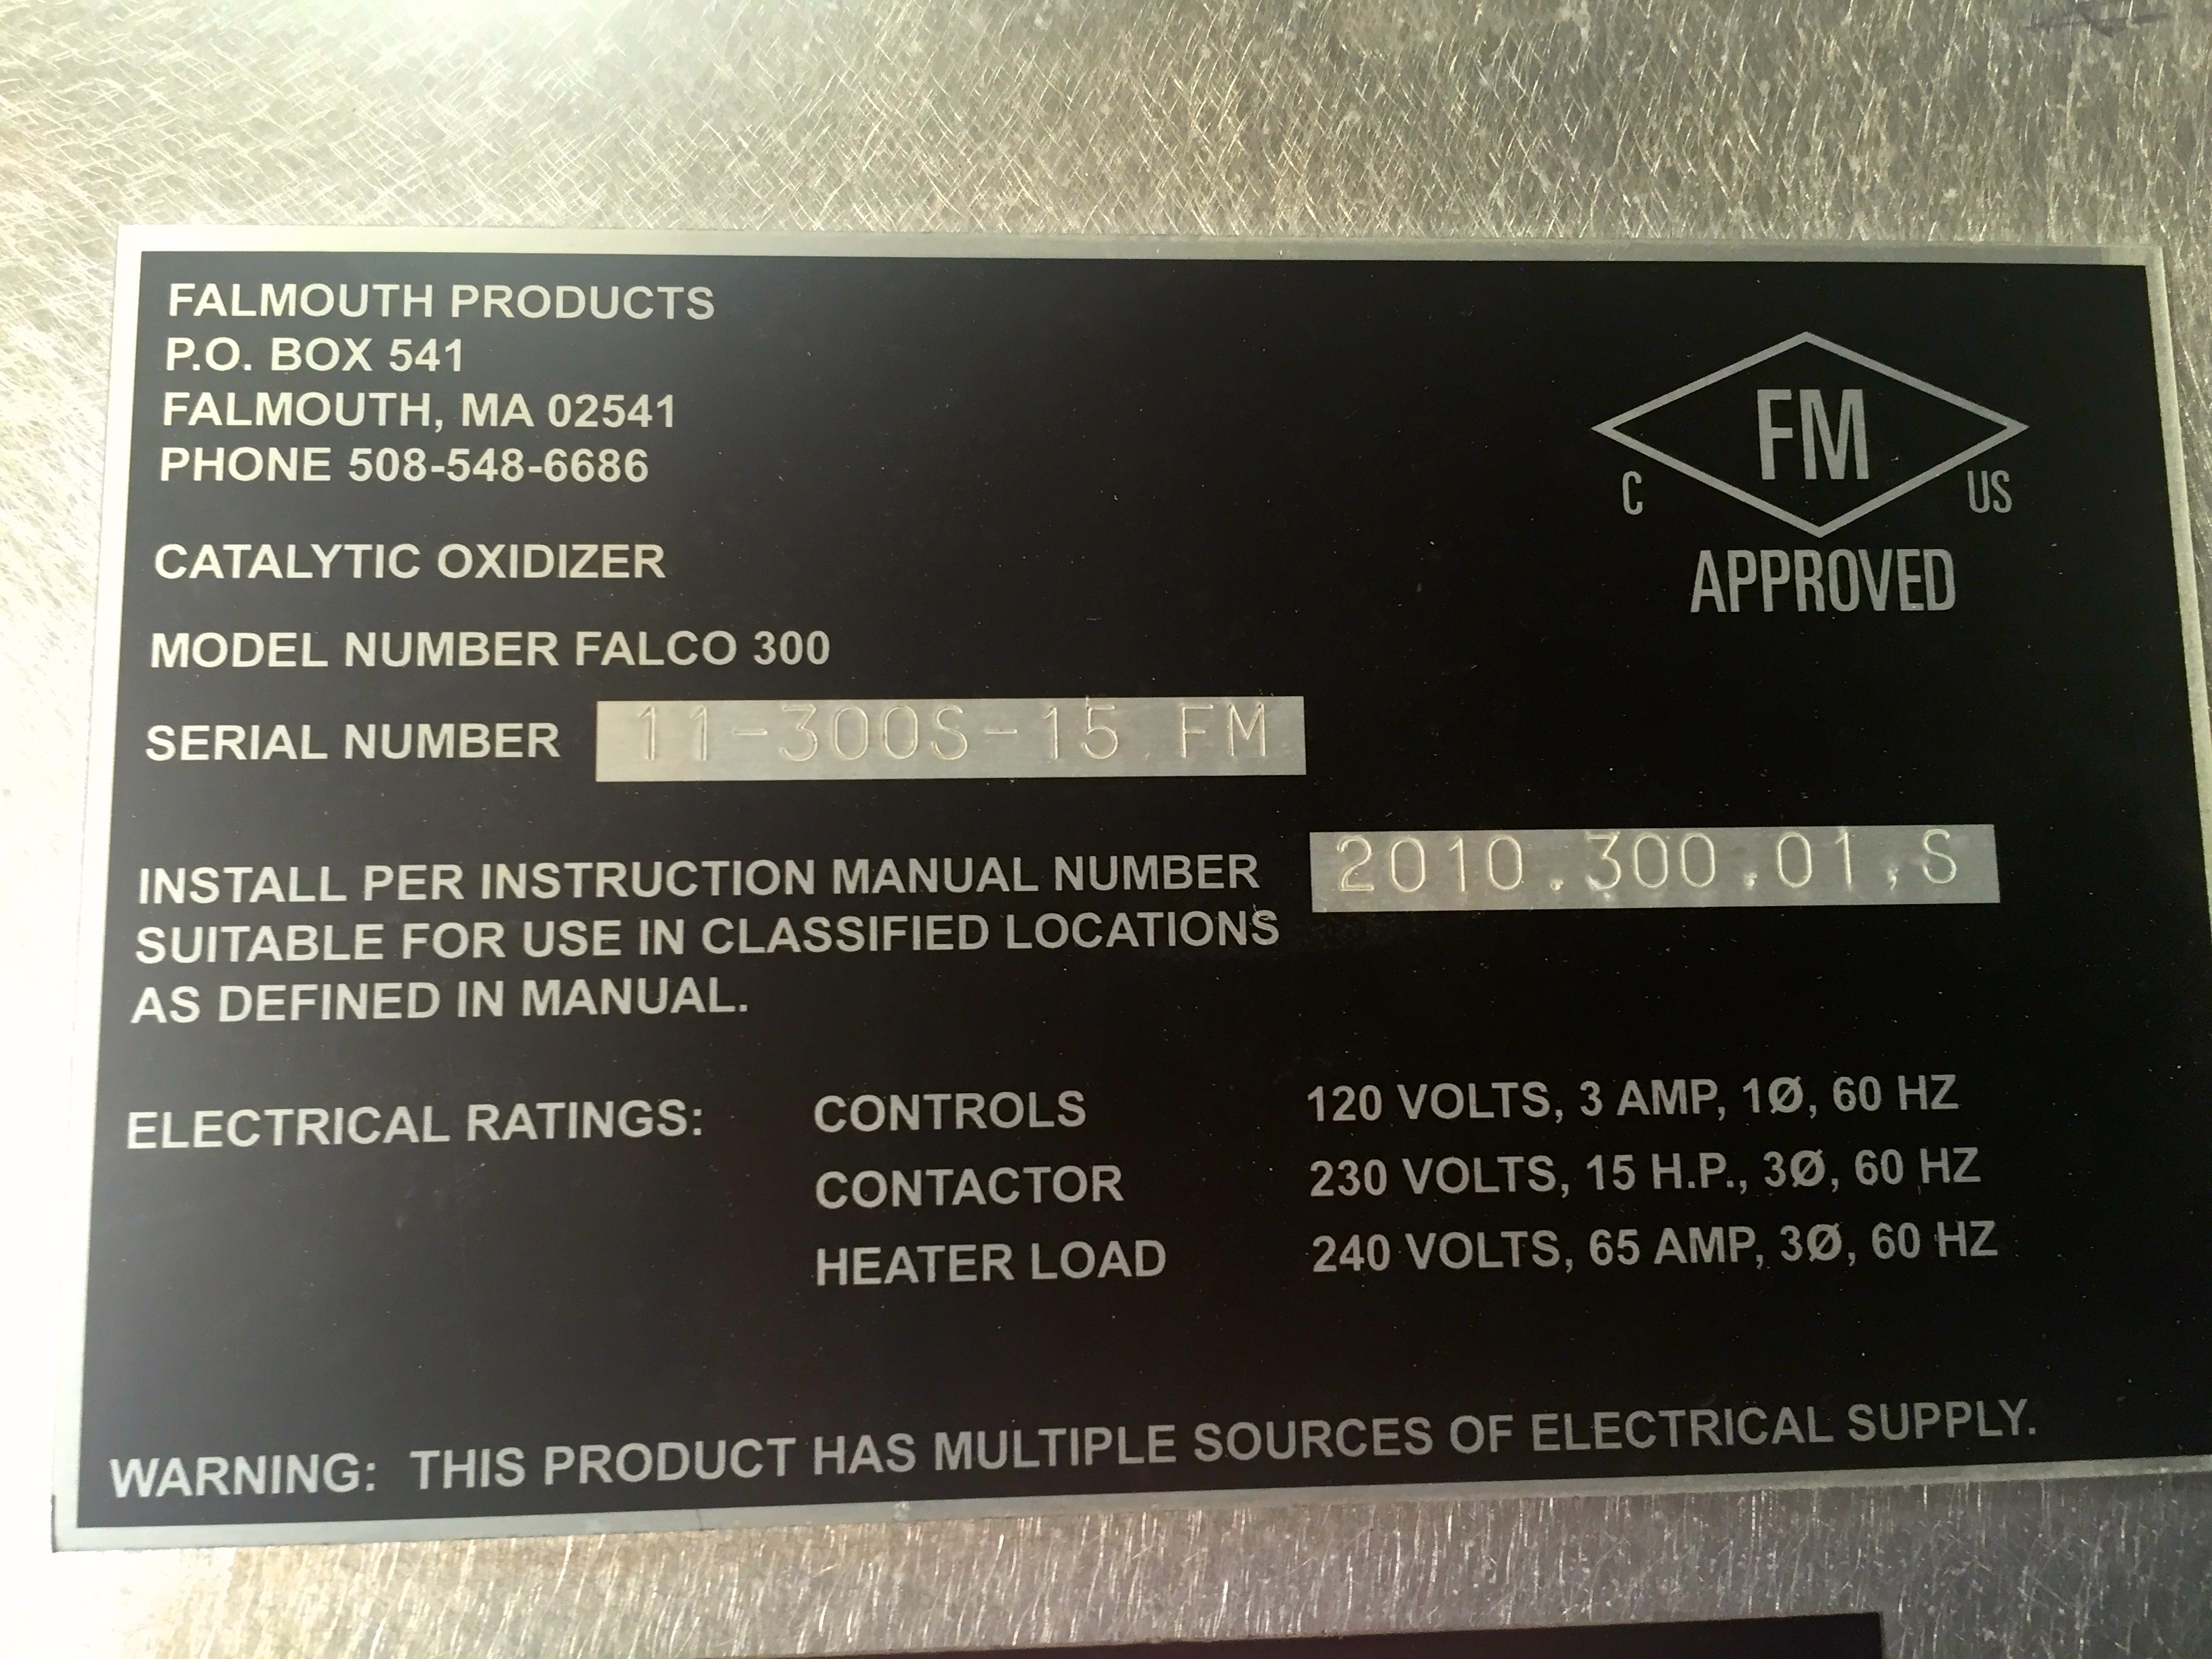 FALMOUTH PRODUCTS
P.O. BOX 541
FALMOUTH, MA 02541
PHONE 508-548-6686
FM
C US
APPROVED
CATALYTIC OXIDIZER
MODEL NUMBER FALCO 300
SERIAL NUMBER 11-300S-15 FM
INSTALL PER INSTRUCTION MANUAL NUMBER 2010.300.01.S
SUITABLE FOR USE IN CLASSIFIED LOCATIONS
AS DEFINED IN MANUAL.
ELECTRICAL RATINGS: CONTROLS 120 VOLTS, 3 AMP, 1Ø, 60 HZ
CONTACTOR 230 VOLTS, 15 H.P., 3Ø, 60 HZ
HEATER LOAD 240 VOLTS, 65 AMP, 3Ø, 60 HZ
WARNING: THIS PRODUCT HAS MULTIPLE SOURCES OF ELECTRICAL SUPPLY.